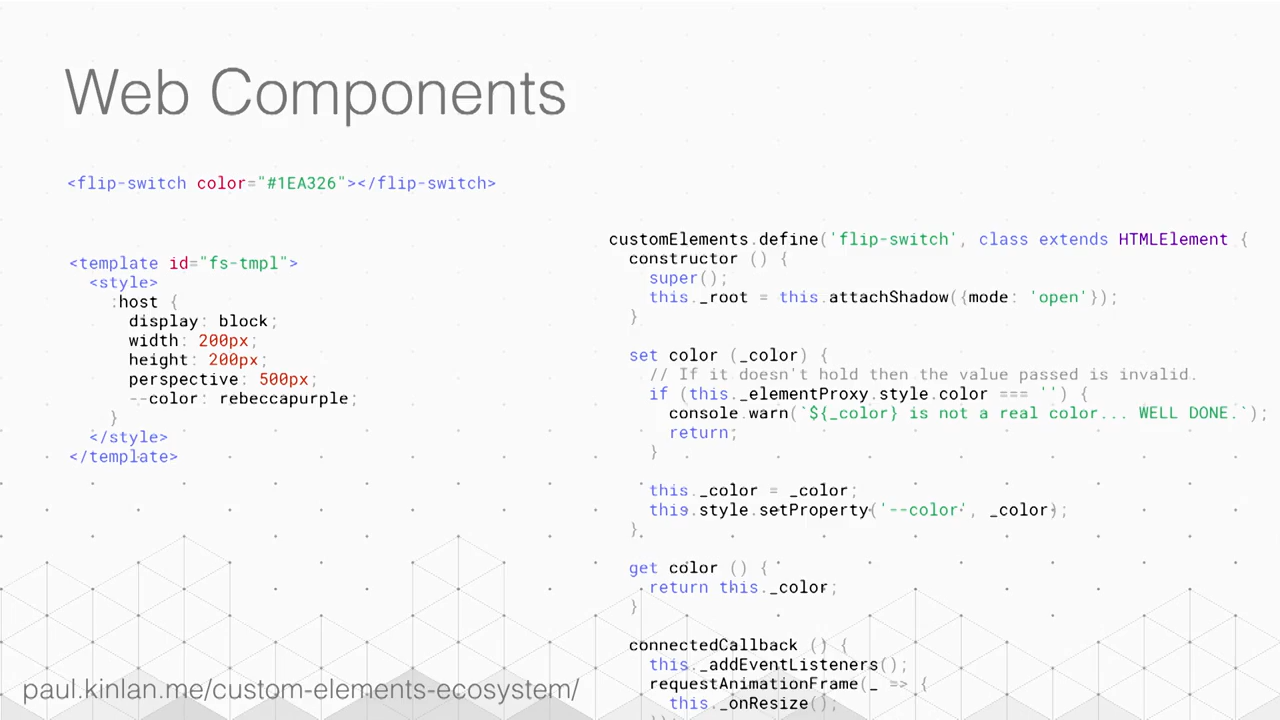 Web Components
<flip-switch color="#1EA326"></flip-switch>
<template id="fs-tmpl">
<style>
:host {
display: block;
width: 200px;
height: 200px;
perspective: 500px;
--color: rebeccapurple;
}
</style>
</template>
customElements.define('flip-switch', class extends HTMLElement {
constructor () {
super();
this._root = this.attachShadow({mode: 'open'});
}
set color (_color) {
// If it doesn't hold then the value passed is invalid.
if (this._elementProxy.style.color === '') {
console.warn(`${_color} is not a real color... WELL DONE.`);
return;
}
this._color = _color;
this.style.setProperty('--color', _color);
}
get color () {
return this._color;
}
connectedCallback () {
this._addEventListeners();
requestAnimationFrame(_ => {
this._onResize();
});
paul.kinlan.me/custom-elements-ecosystem/